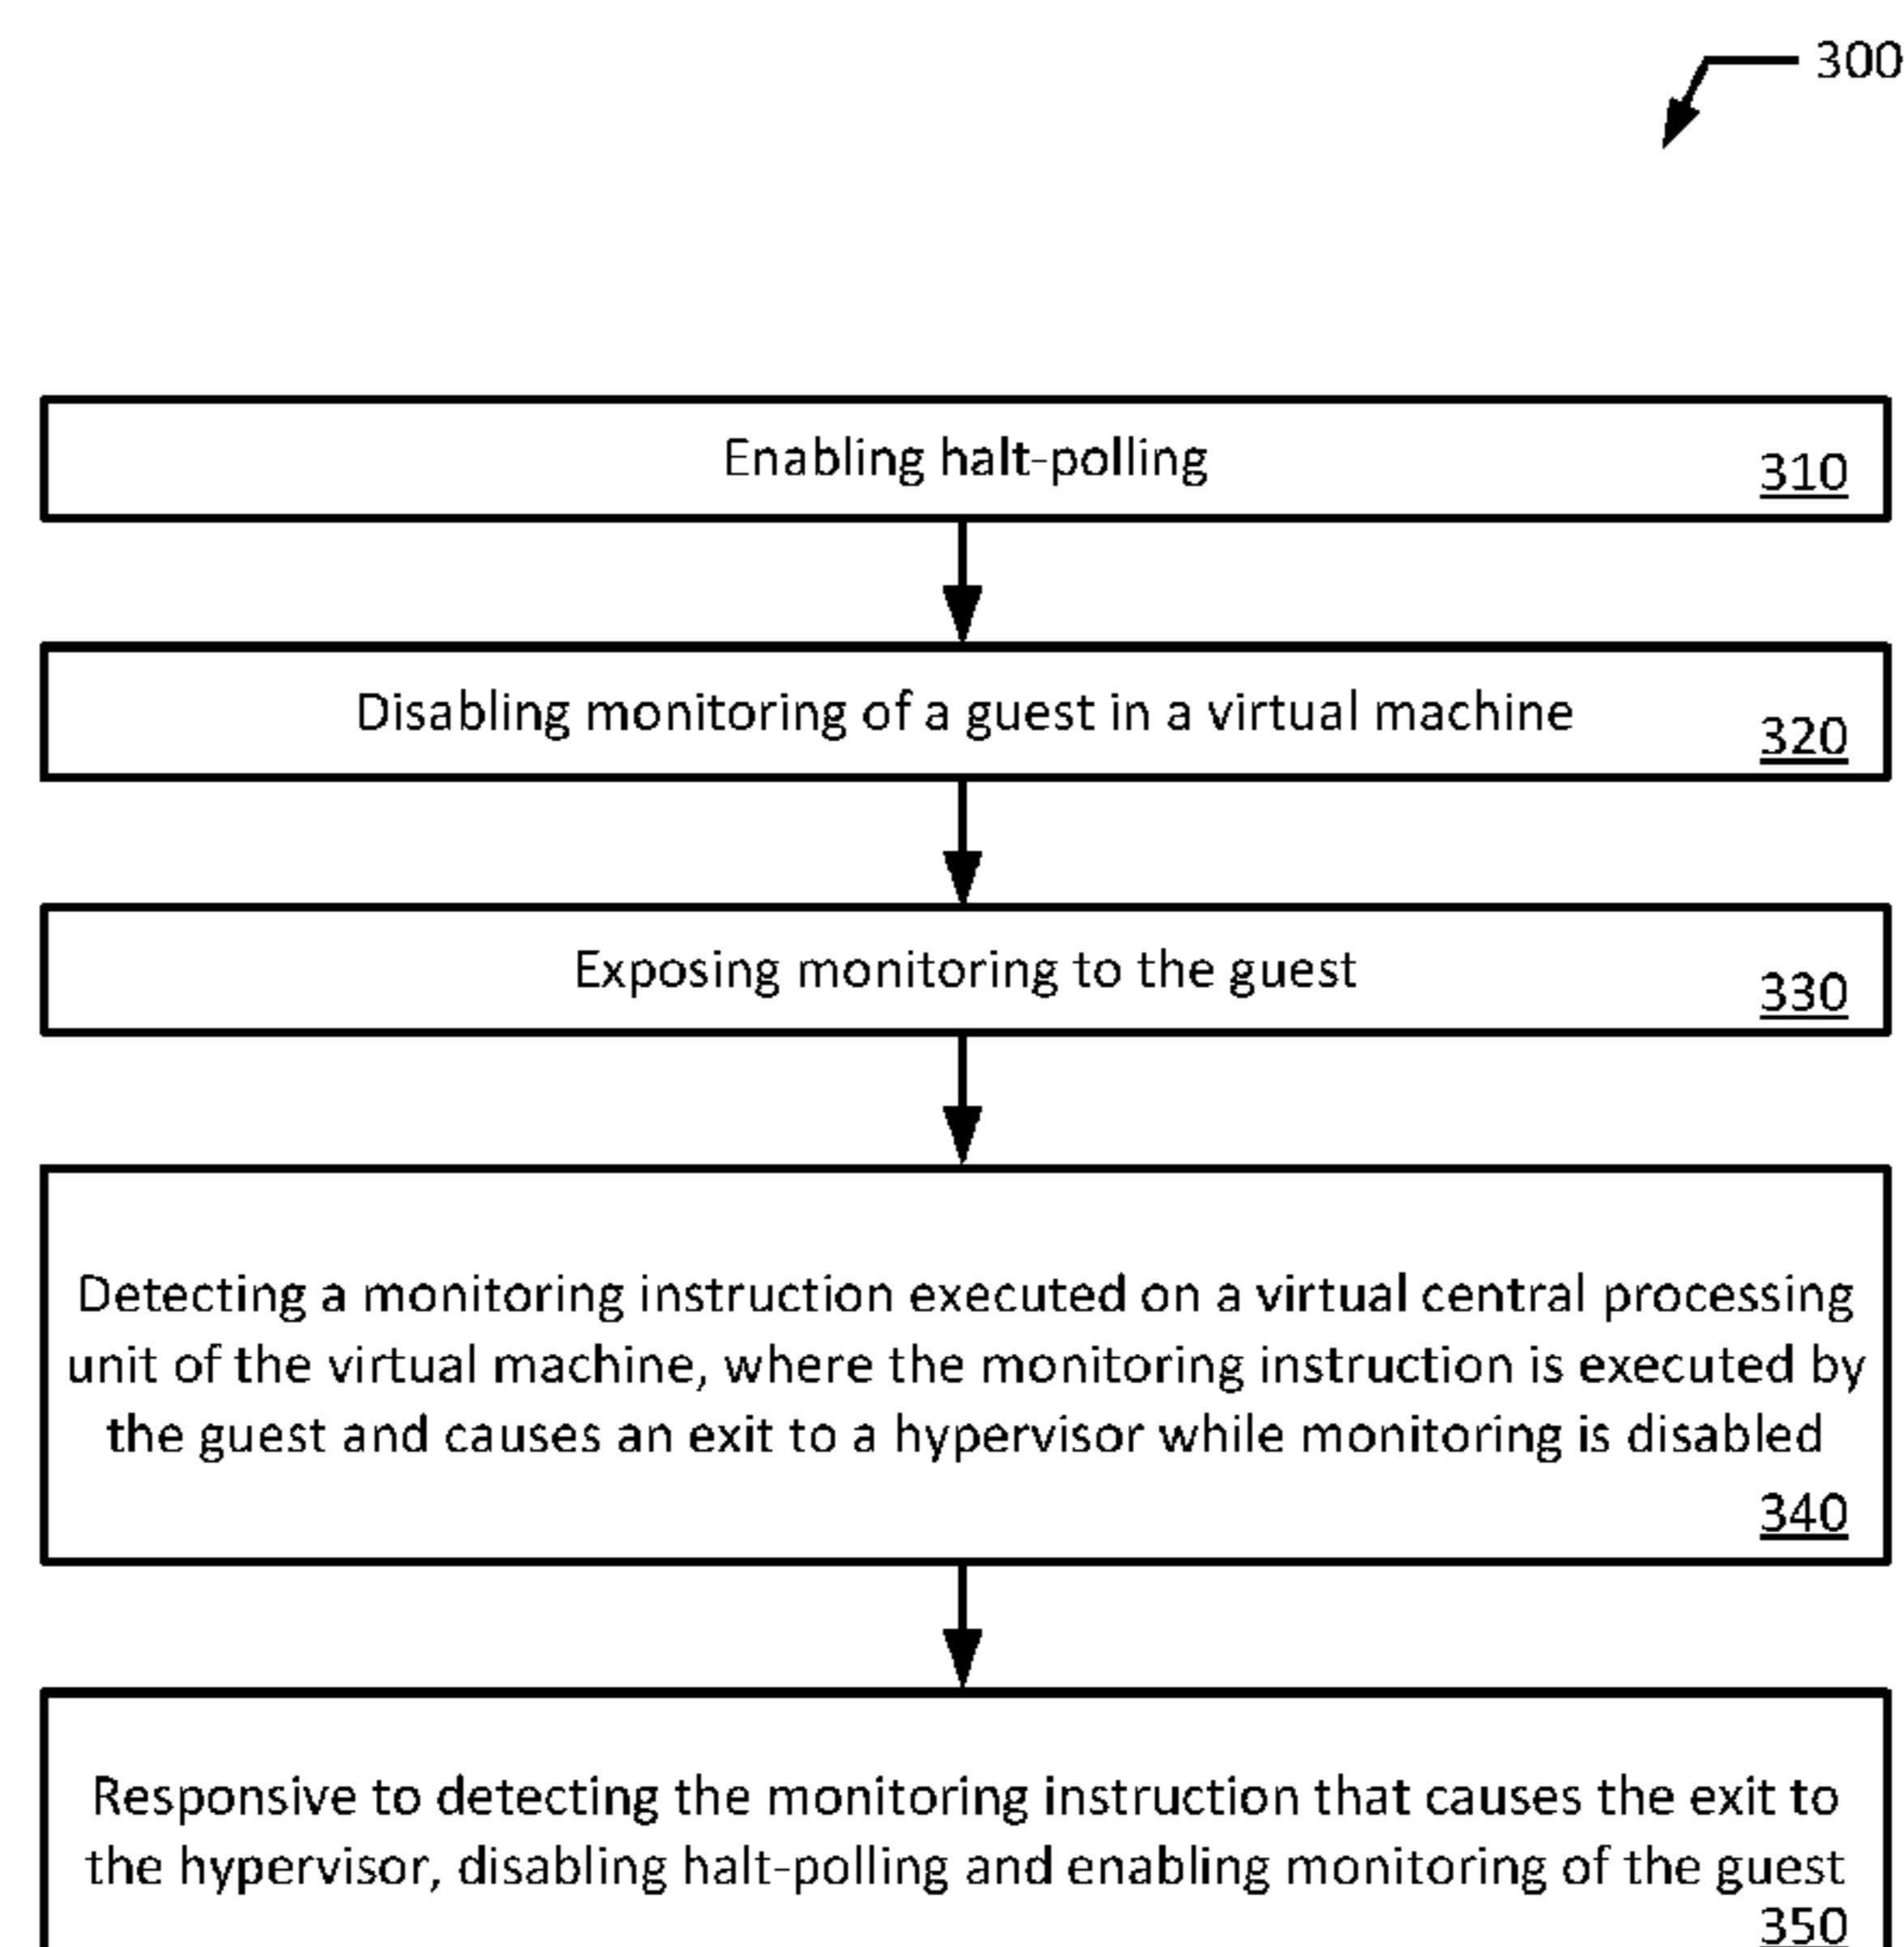 300
Enabling halt-polling
310
Disabling monitoring of a guest in a virtual machine
320
Exposing monitoring to the guest
330
Detecting a monitoring instruction executed on a virtual central processing
unit of the virtual machine, where the monitoring instruction is executed by
the guest and causes an exit to a hypervisor while monitoring is disabled
340
Responsive to detecting the monitoring instruction that causes the exit to
the hypervisor, disabling halt-polling and enabling monitoring of the guest
350